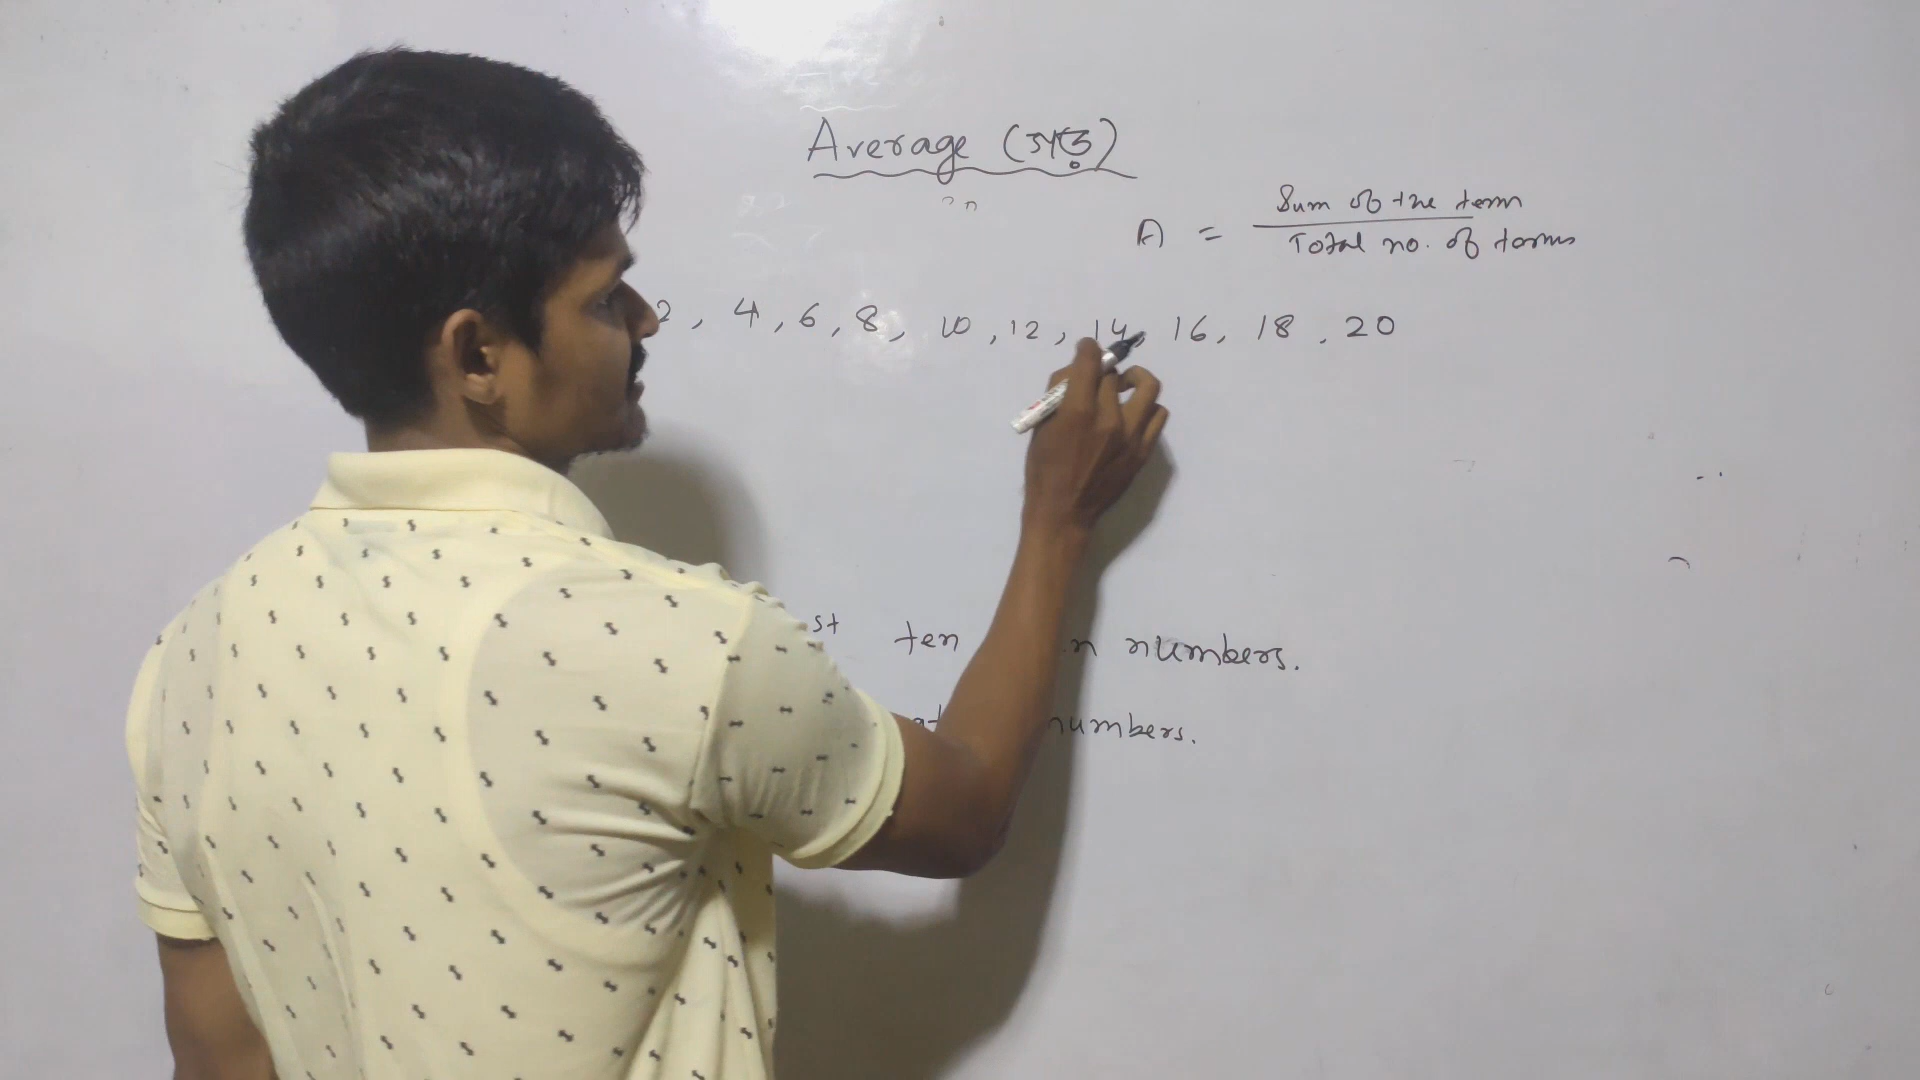 Average (গড়)
A = Sum of the term
Total no. of terms
2, 4, 6, 8, 10, 12, 14, 16, 18, 20
st ten n numbers.
numbers.